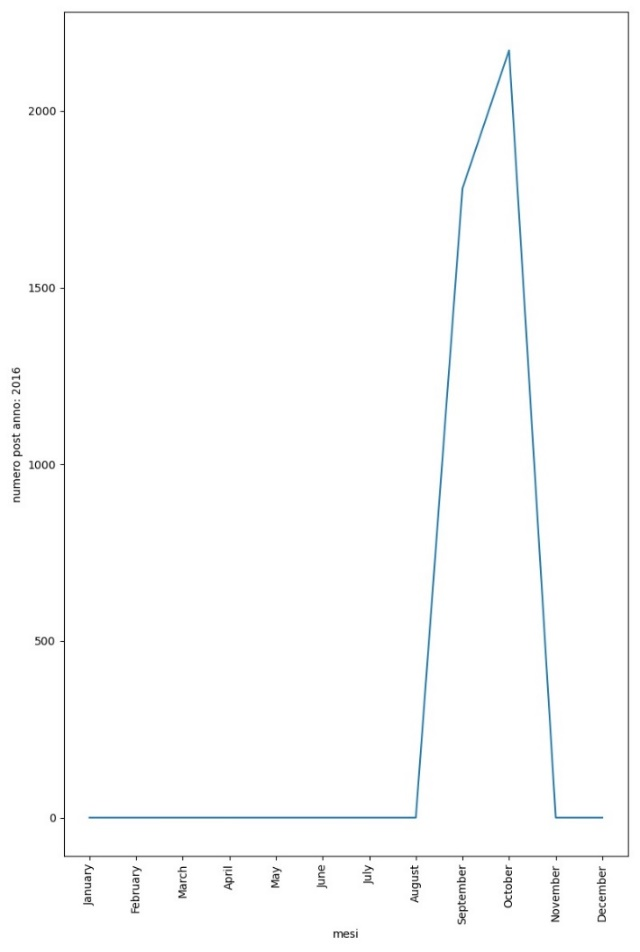 numero post anno: 2016
2000
1500
1000
500
0
January
February
March
April
May
June
July
August
September
October
November
December
mesi